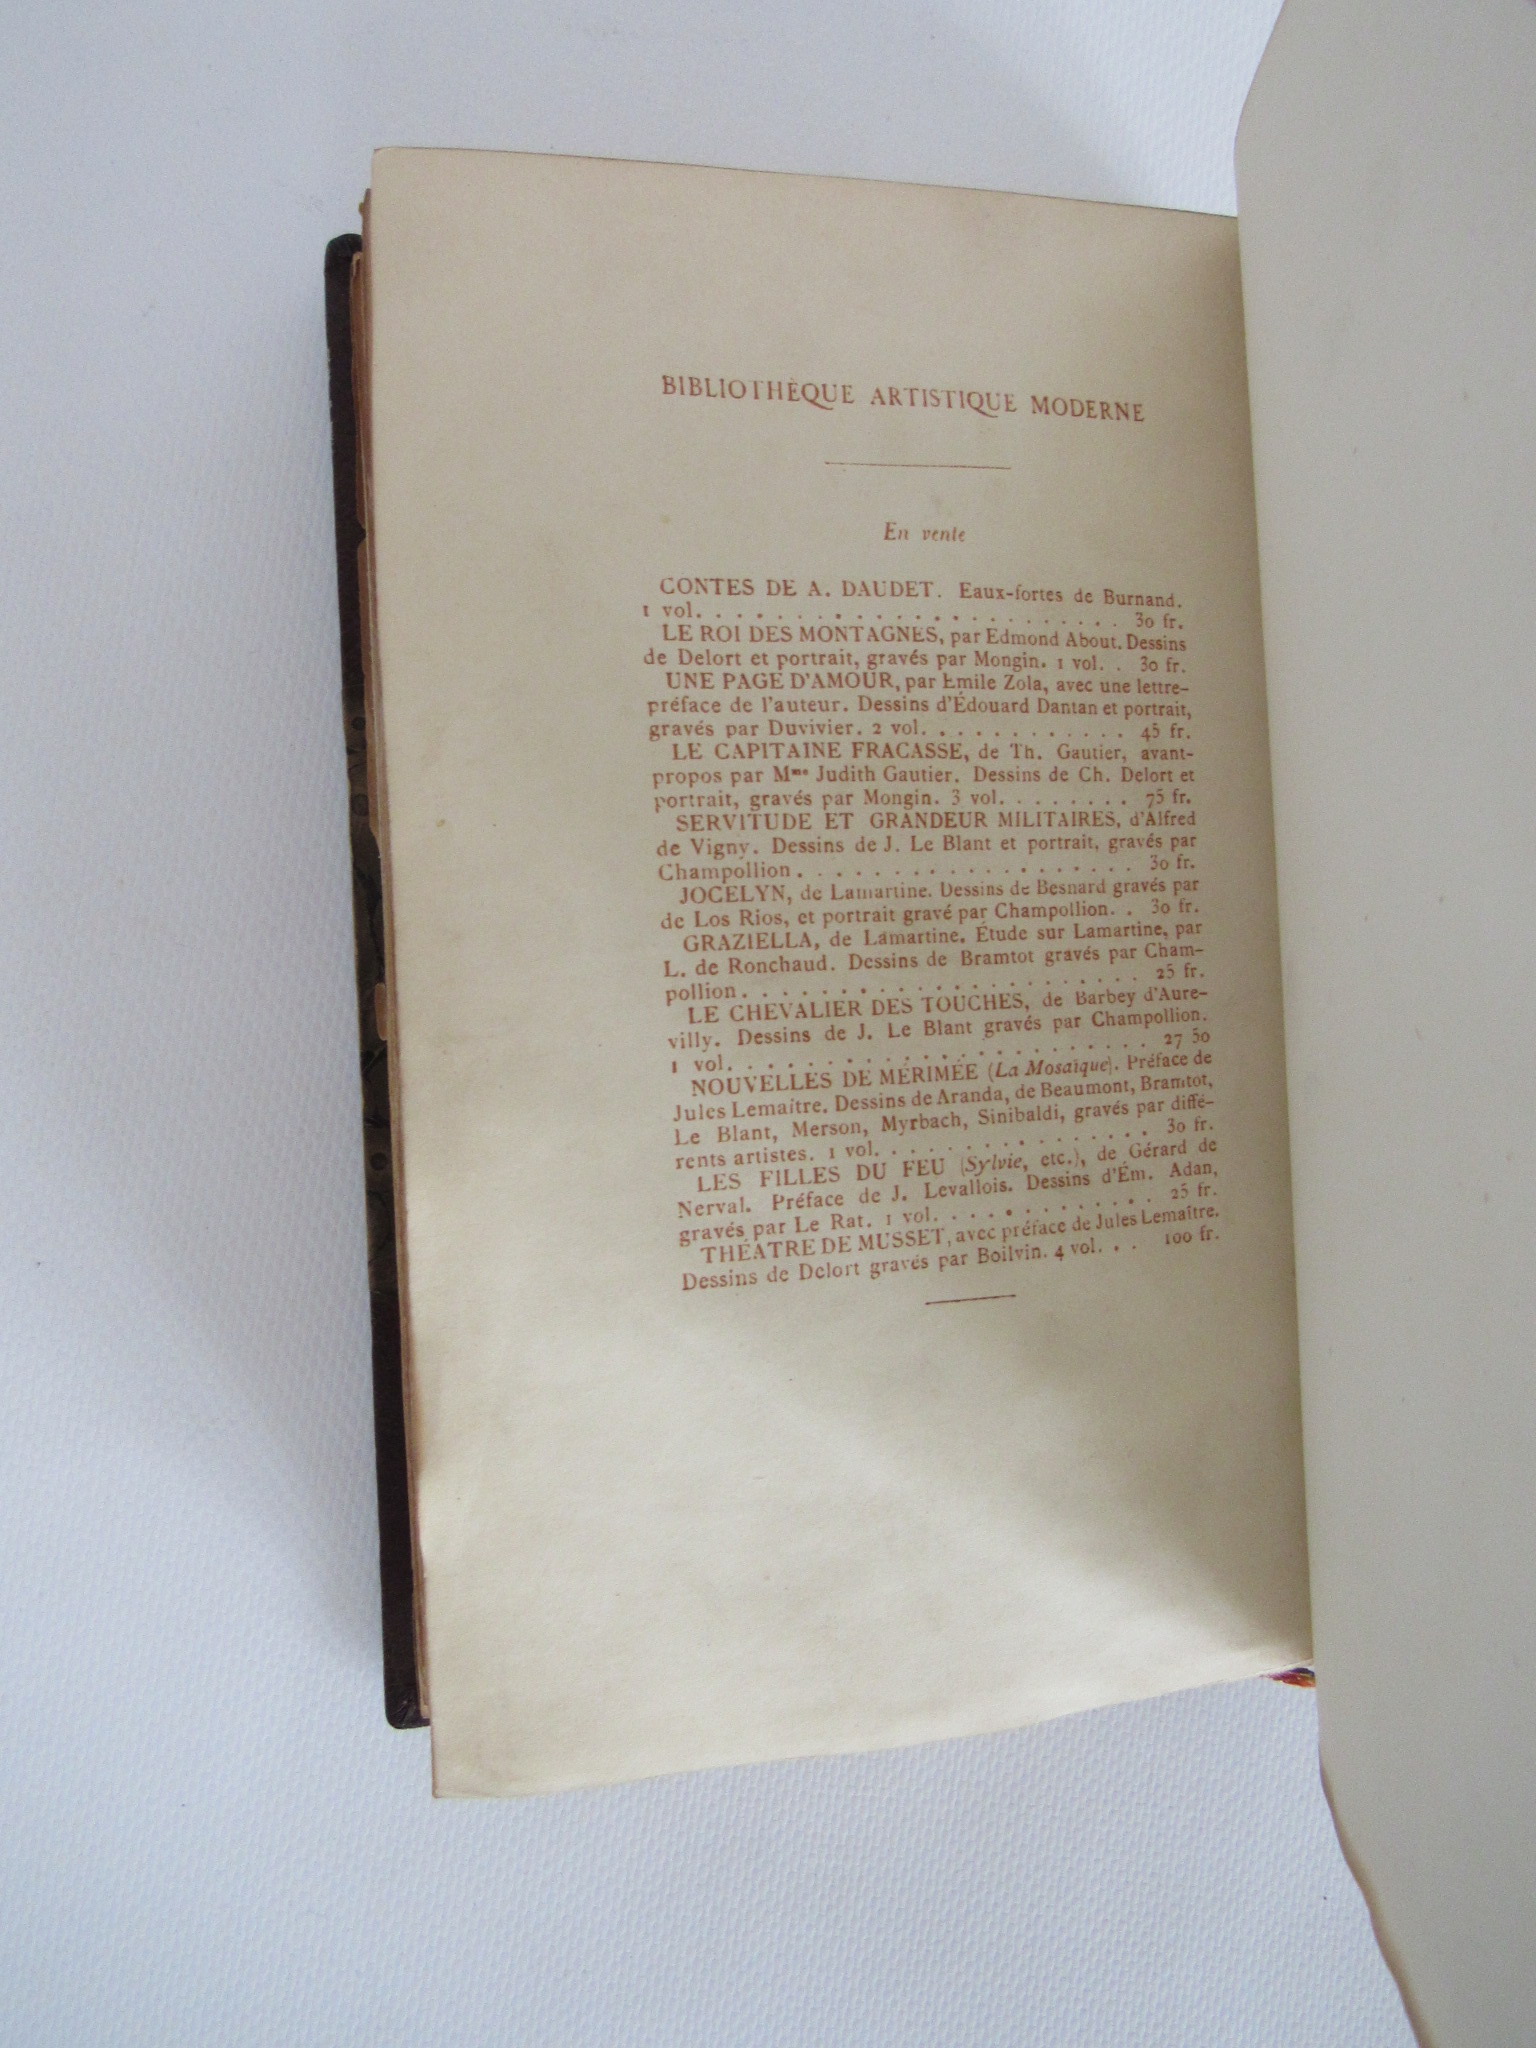 BIBLIOTHÈQUE ARTISTIQUE MODERNE
En vente
CONTES DE A. DAUDET. Eaux-fortes de Burnand.
1 vol. . . . . . . . . . . . . . . . . . . . . 30 fr.
LE ROI DES MONTAGNES, par Edmond About. Dessins
de Delort et portrait, gravés par Mongin. 1 vol. . 30 fr.
UNE PAGE D'AMOUR, par Emile Zola, avec une lettre-
préface de l'auteur. Dessins d'Édouard Dantan et portrait,
gravés par Duvivier. 2 vol. . . . . . . . . . 45 fr.
LE CAPITAINE FRACASSE, de Th. Gautier, avant-
propos par Mme Judith Gautier. Dessins de Ch. Delort et
portrait, gravés par Mongin. 3 vol. . . . . . . 75 fr.
SERVITUDE ET GRANDEUR MILITAIRES, d'Alfred
de Vigny. Dessins de J. Le Blant et portrait, gravés par
Champollion . . . . . . . . . . . . . . . . 30 fr.
JOCELYN, de Lamartine. Dessins de Besnard gravés par
de Los Rios, et portrait gravé par Champollion. . 30 fr.
GRAZIELLA, de Lamartine. Étude sur Lamartine, par
L. de Ronchaud. Dessins de Bramtot gravés par Cham-
pollion . . . . . . . . . . . . . . . . . . . 25 fr.
LE CHEVALIER DES TOUCHES, de Barbey d'Aure-
villy. Dessins de J. Le Blant gravés par Champollion.
1 vol. . . . . . . . . . . . . . . . . . . . 27 50
NOUVELLES DE MÉRIMÉE (La Mosaïque). Préface de
Jules Lemaître. Dessins de Aranda, de Beaumont, Bramtot,
Le Blant, Merson, Myrbach, Sinibaldi, gravés par diffé-
rents artistes. 1 vol. . . . . . . . . . . . . . 30 fr.
LES FILLES DU FEU (Sylvie, etc.), de Gérard de
Nerval. Préface de J. Levallois. Dessins d'Ém. Adan,
gravés par Le Rat. 1 vol. . . . . . . . . . . . 25 fr.
THÉATRE DE MUSSET, avec préface de Jules Lemaître.
Dessins de Delort gravés par Boilvin. 4 vol. . . 100 fr.